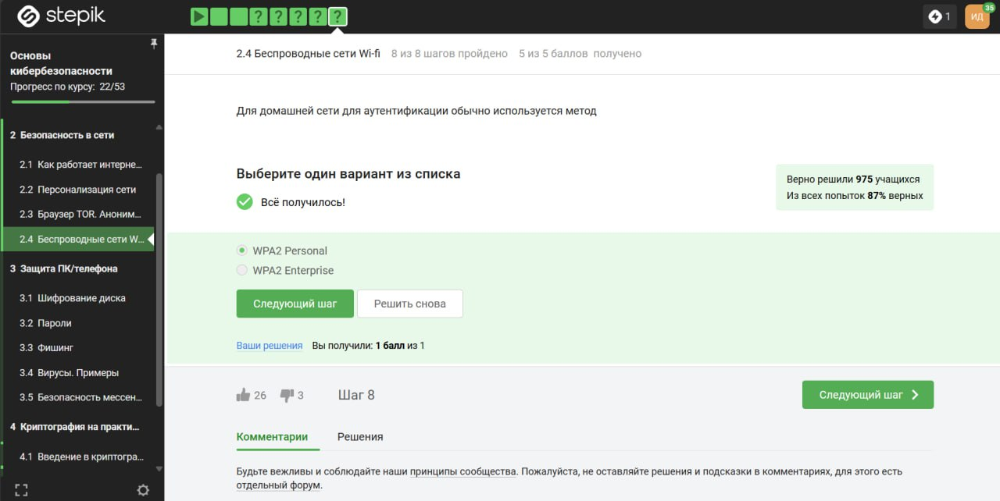 stepik
? ? ? ? ?
1
ИД
35
Основы
кибербезопасности
Прогресс по курсу: 22/53
2 Безопасность в сети
2.1 Как работает интерне...
2.2 Персонализация сети
2.3 Браузер TOR. Аноним...
2.4 Беспроводные сети W...
3 Защита ПК/телефона
3.1 Шифрование диска
3.2 Пароли
3.3 Фишинг
3.4 Вирусы. Примеры
3.5 Безопасность мессен...
4 Криптография на практи...
4.1 Введение в криптогра...
2.4 Беспроводные сети Wi-fi 8 из 8 шагов пройдено 5 из 5 баллов получено
Для домашней сети для аутентификации обычно используется метод
Выберите один вариант из списка
Всё получилось!
Верно решили 975 учащихся
Из всех попыток 87% верных
WPA2 Personal
WPA2 Enterprise
Следующий шаг Решить снова
Ваши решения Вы получили: 1 балл из 1
26 3 Шаг 8
Следующий шаг
Комментарии Решения
Будьте вежливы и соблюдайте наши принципы сообщества. Пожалуйста, не оставляйте решения и подсказки в комментариях, для этого есть
отдельный форум.